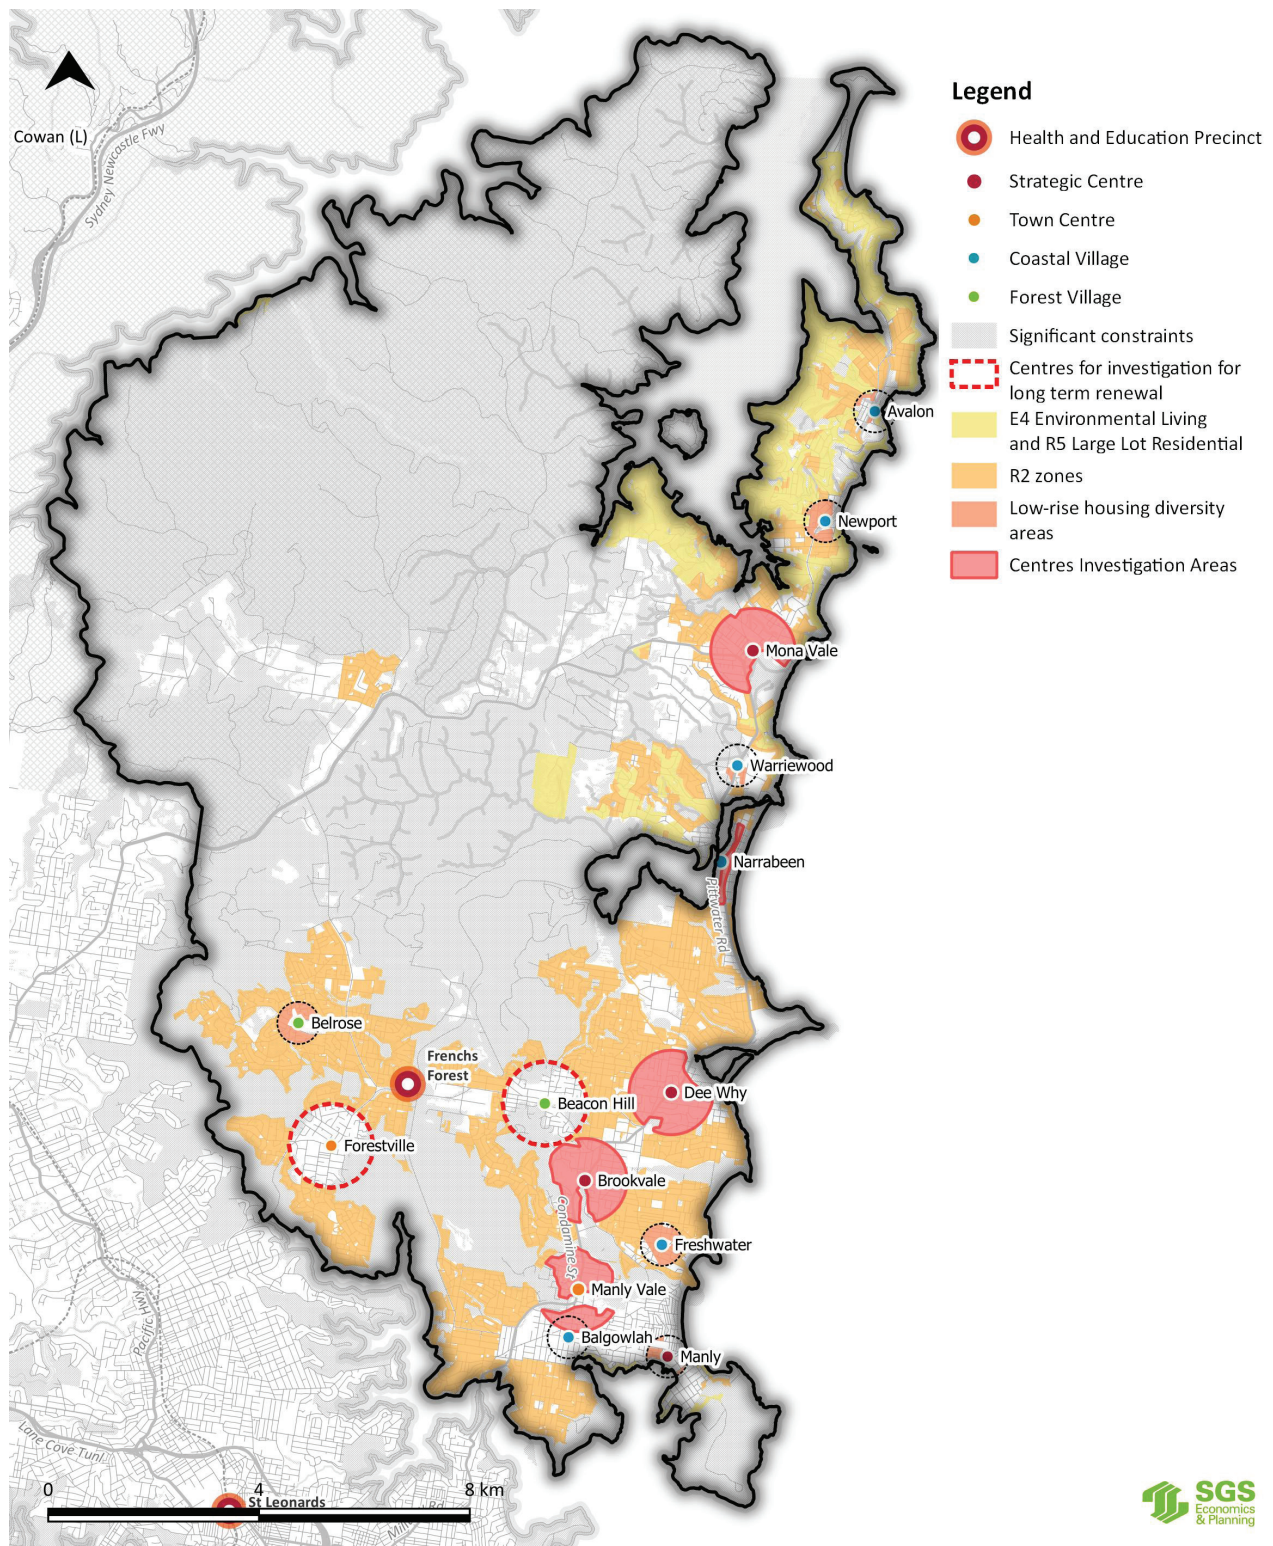 Cowan (L)
Sydney Newcastle Fwy
Legend
Health and Education Precinct
Strategic Centre
Town Centre
Coastal Village
Forest Village
Significant constraints
Centres for investigation for
long term renewal
E4 Environmental Living
and R5 Large Lot Residential
R2 zones
Low-rise housing diversity
areas
Centres Investigation Areas
Avalon
Newport
Mona Vale
Warriewood
Narrabeen
Pittwater Rd
Belrose
Frenchs
Forest
Beacon Hill
Dee Why
Forestville
Brookvale
Condamine St
Freshwater
Manly Vale
Balgowlah
Manly
Pacific Hwy
Lane Cove Tunl
0
4
8 km
St Leonards
Rd
SGS
Economics
& Planning